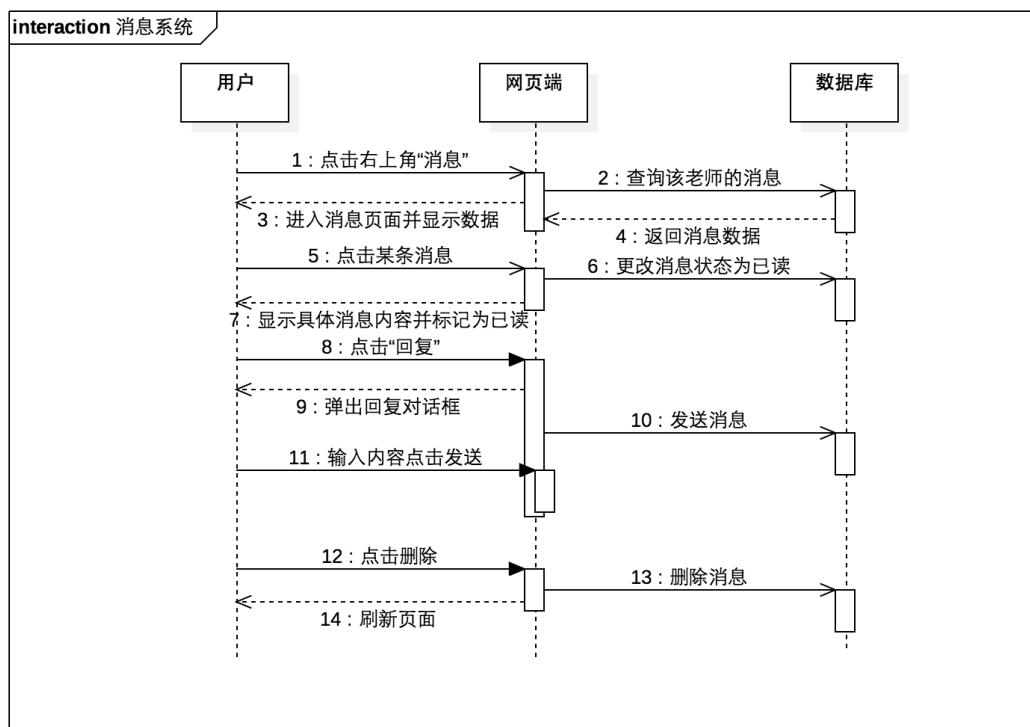 interaction 消息系统
用户
网页端
数据库
1 : 点击右上角“消息”
2 : 查询该老师的消息
3 : 进入消息页面并显示数据
4 : 返回消息数据
5 : 点击某条消息
6 : 更改消息状态为已读
7 : 显示具体消息内容并标记为已读
8 : 点击“回复”
9 : 弹出回复对话框
10 : 发送消息
11 : 输入内容点击发送
12 : 点击删除
13 : 删除消息
14 : 刷新页面